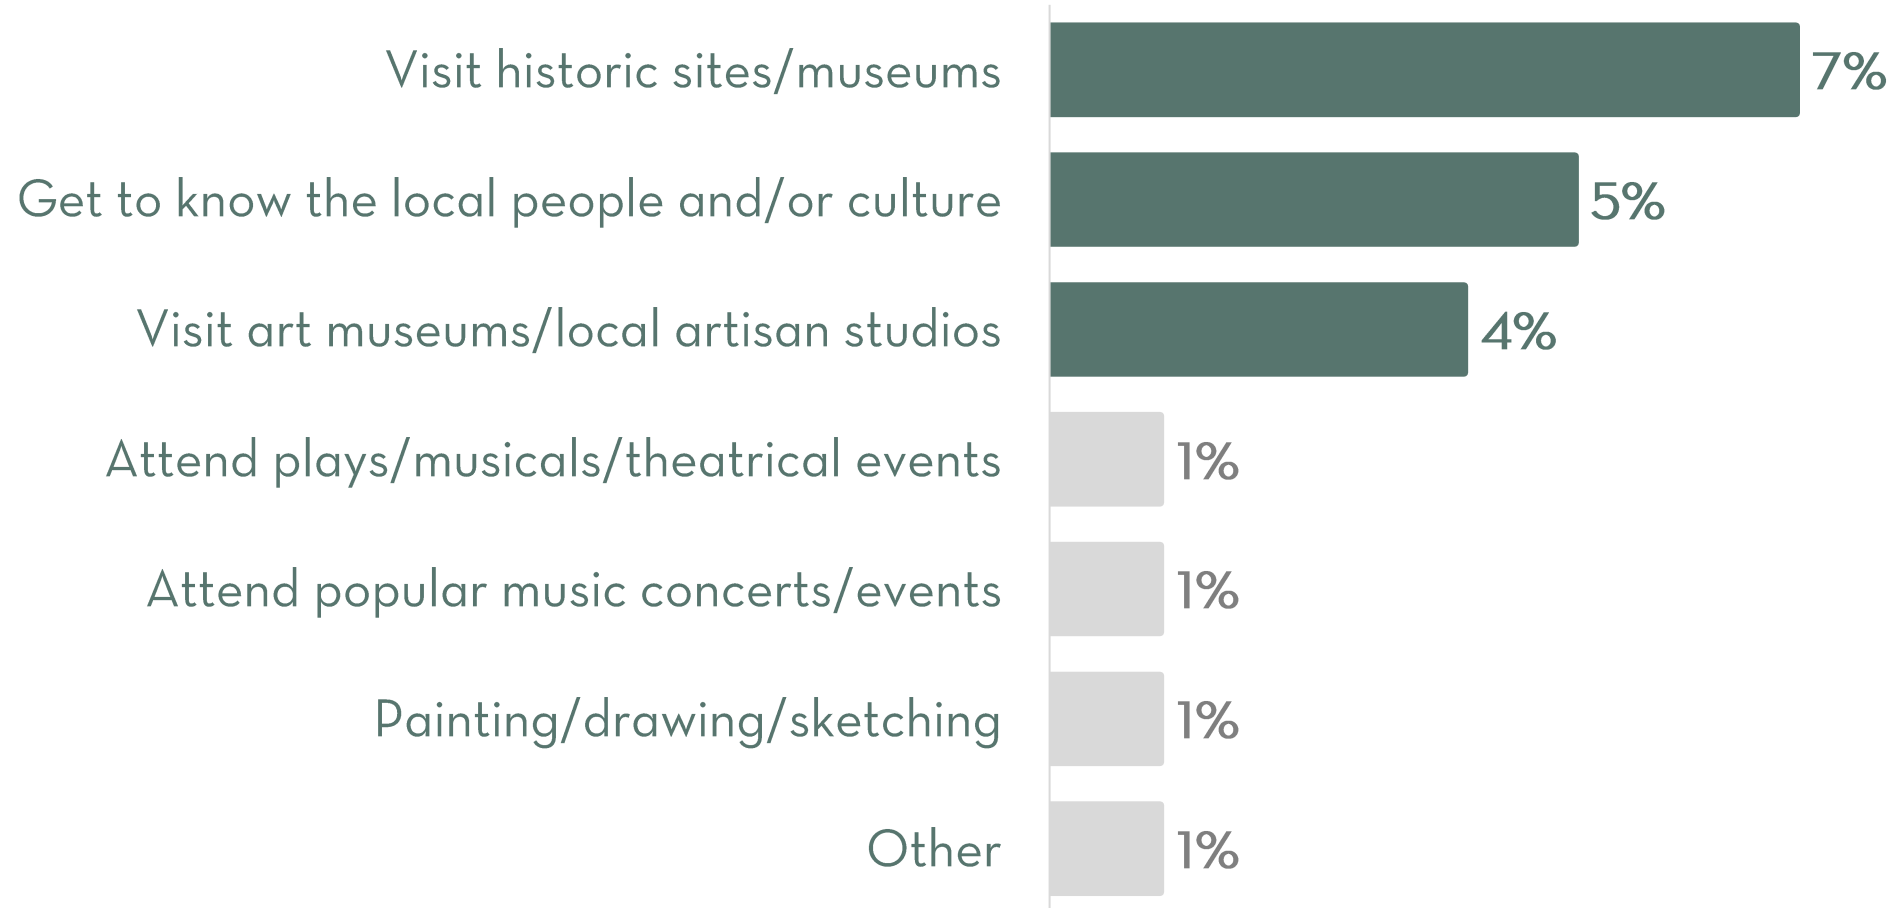 Visit historic sites/museums 7%
Get to know the local people and/or culture 5%
Visit art museums/local artisan studios 4%
Attend plays/musicals/theatrical events 1%
Attend popular music concerts/events 1%
Painting/drawing/sketching 1%
Other 1%